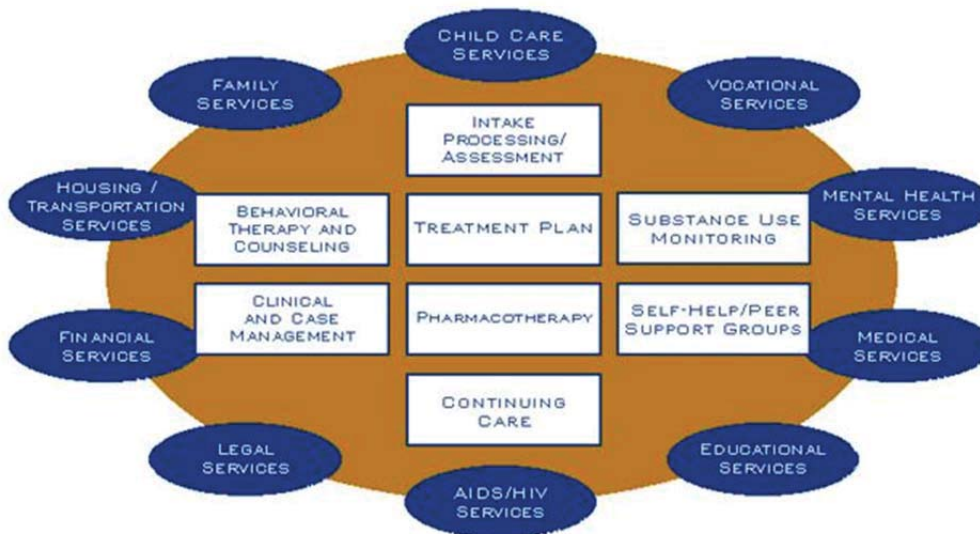 CHILD CARE
SERVICES
FAMILY
SERVICES
VOCATIONAL
SERVICES
INTAKE
PROCESSING/
ASSESSMENT
HOUSING /
TRANSPORTATION
SERVICES
BEHAVIORAL
THERAPY AND
COUNSELING
TREATMENT PLAN
SUBSTANCE USE
MONITORING
MENTAL HEALTH
SERVICES
FINANCIAL
SERVICES
CLINICAL
AND CASE
MANAGEMENT
PHARMACOTHERAPY
SELF-HELP/PEER
SUPPORT GROUPS
MEDICAL
SERVICES
CONTINUING
CARE
LEGAL
SERVICES
EDUCATIONAL
SERVICES
AIDS/HIV
SERVICES